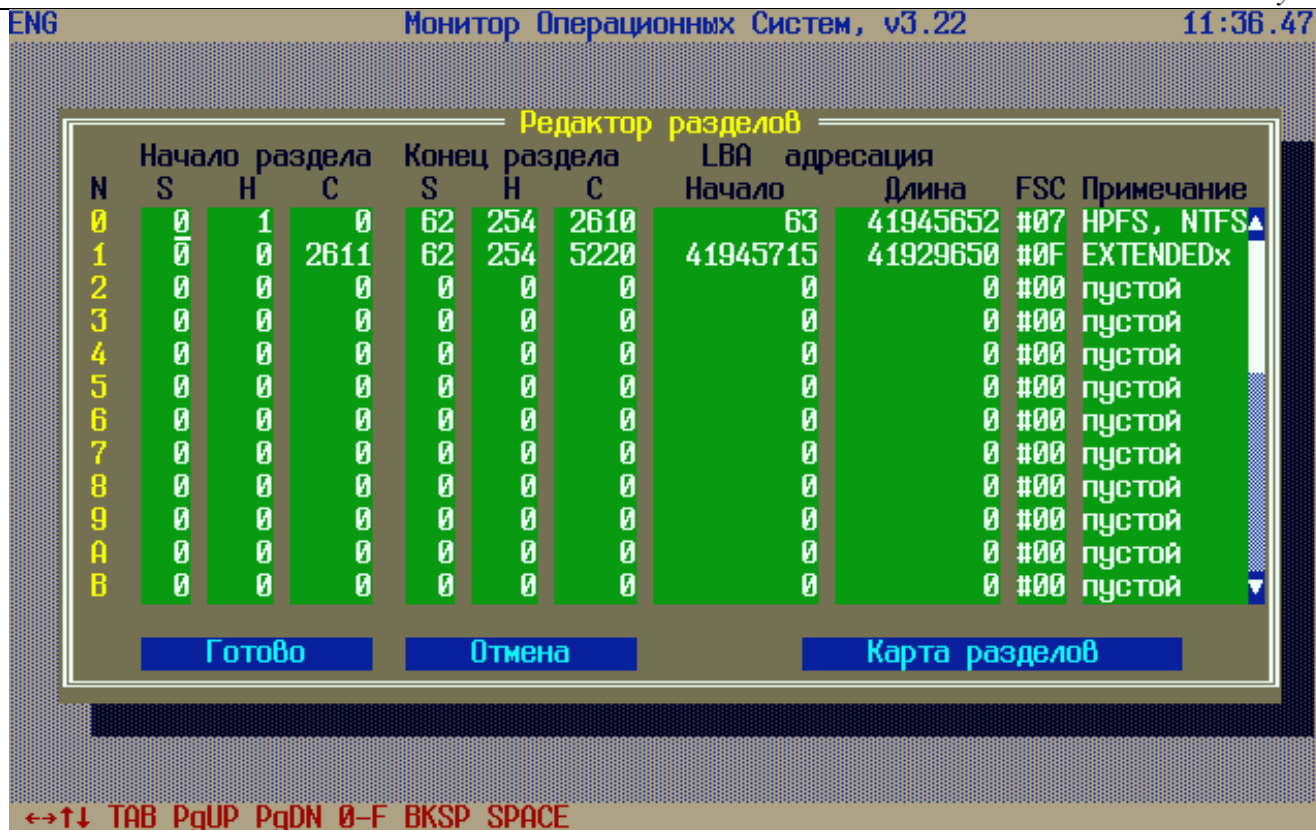 ENG Монитор Операционных Систем, v3.22 11:36.47
Редактор разделов
Начало раздела Конец раздела LBA адресация
N S H C S H C Начало Длина FSC Примечание
0 0 1 0 62 254 2610 63 41945652 #07 HPFS, NTFS
1 0 0 2611 62 254 5220 41945715 41929650 #0F EXTENDEDx
2 0 0 0 0 0 0 0 0 #00 пустой
3 0 0 0 0 0 0 0 0 #00 пустой
4 0 0 0 0 0 0 0 0 #00 пустой
5 0 0 0 0 0 0 0 0 #00 пустой
6 0 0 0 0 0 0 0 0 #00 пустой
7 0 0 0 0 0 0 0 0 #00 пустой
8 0 0 0 0 0 0 0 0 #00 пустой
9 0 0 0 0 0 0 0 0 #00 пустой
A 0 0 0 0 0 0 0 0 #00 пустой
B 0 0 0 0 0 0 0 0 #00 пустой
Готово Отмена Карта разделов
←→↑↓ TAB PgUP PgDN 0-F BKSP SPACE